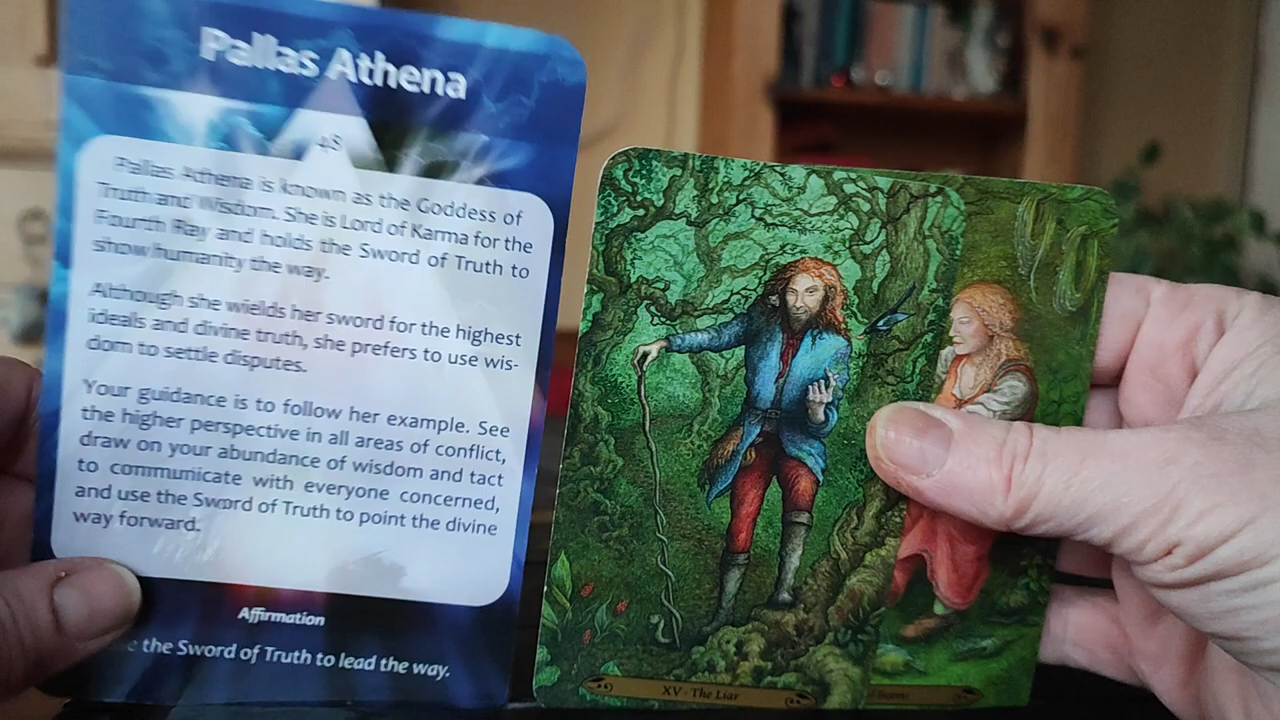 Pallas Athena
48
Pallas Athena is known as the Goddess of
Truth and Wisdom. She is Lord of Karma for the
Fourth Ray and holds the Sword of Truth to
show humanity the way.
Although she wields her sword for the highest
ideals and divine truth, she prefers to use wis-
dom to settle disputes.
Your guidance is to follow her example. See
the higher perspective in all areas of conflict,
draw on your abundance of wisdom and tact
to communicate with everyone concerned,
and use the Sword of Truth to point the divine
way forward.
Affirmation
the Sword of Truth to lead the way.
XV - The Liar